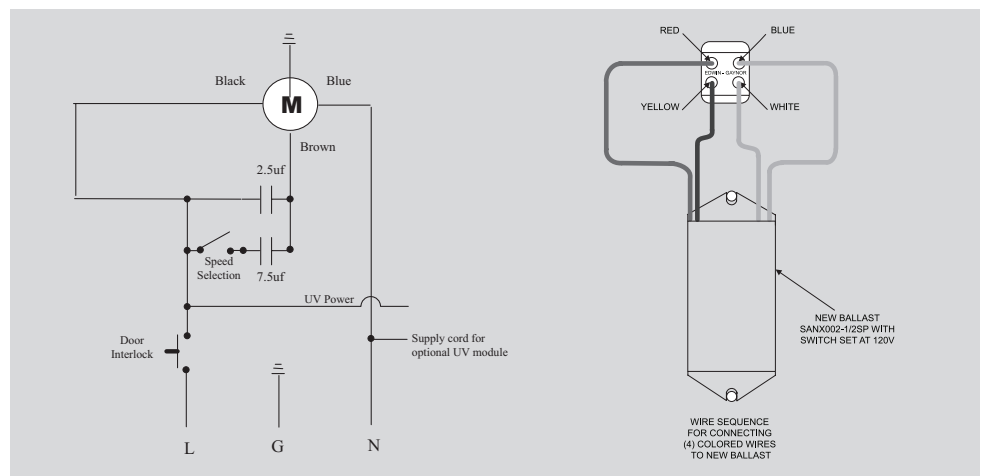 Black
Blue
M
Brown
2.5uf
Speed
Selection
7.5uf
UV Power
Door
Interlock
Supply cord for
optional UV module
L
G
N
RED
BLUE
EDWIN - GAYNOR
YELLOW
WHITE
NEW BALLAST
SANX002-1/2SP WITH
SWITCH SET AT 120V
WIRE SEQUENCE
FOR CONNECTING
(4) COLORED WIRES
TO NEW BALLAST